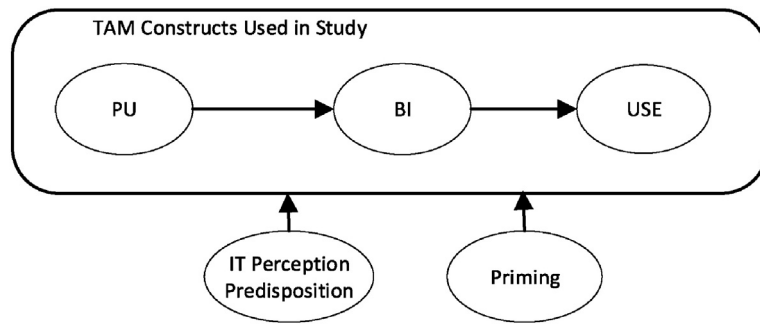 TAM Constructs Used in Study
PU
BI
USE
IT Perception
Predisposition
Priming